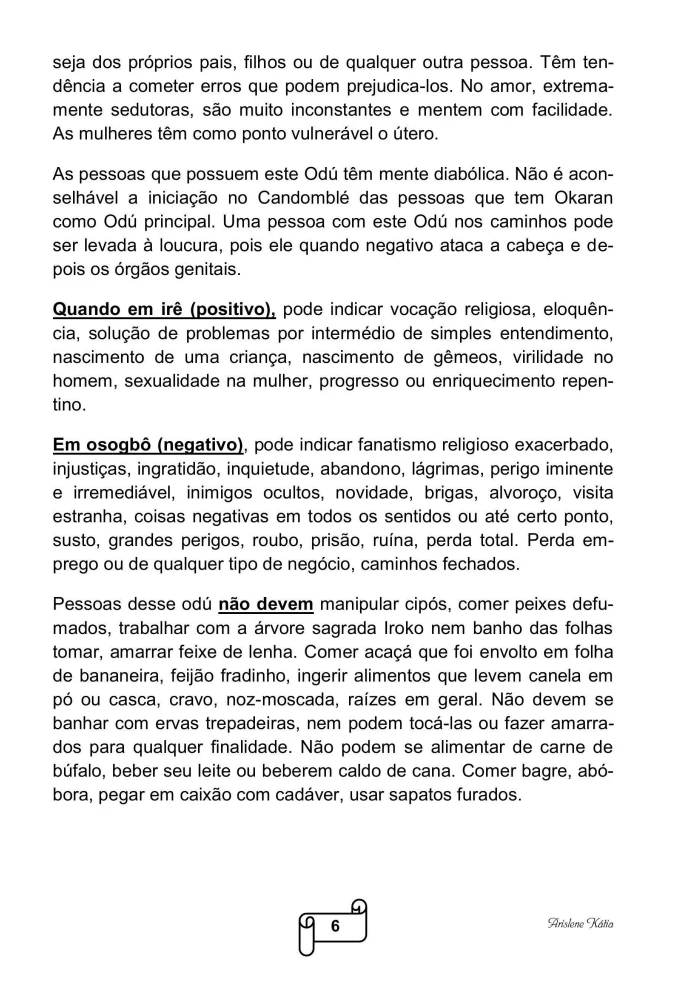 seja dos próprios pais, filhos ou de qualquer outra pessoa. Têm ten-
dência a cometer erros que podem prejudica-los. No amor, extrema-
mente sedutoras, são muito inconstantes e mentem com facilidade.
As mulheres têm como ponto vulnerável o útero.
As pessoas que possuem este Odú têm mente diabólica. Não é acon-
selhável a iniciação no Candomblé das pessoas que tem Okaran
como Odú principal. Uma pessoa com este Odú nos caminhos pode
ser levada à loucura, pois ele quando negativo ataca a cabeça e de-
pois os órgãos genitais.
Quando em irê (positivo), pode indicar vocação religiosa, eloquên-
cia, solução de problemas por intermédio de simples entendimento,
nascimento de uma criança, nascimento de gêmeos, virilidade no
homem, sexualidade na mulher, progresso ou enriquecimento repen-
tino.
Em osogbô (negativo), pode indicar fanatismo religioso exacerbado,
injustiças, ingratidão, inquietude, abandono, lágrimas, perigo iminente
e irremediável, inimigos ocultos, novidade, brigas, alvoroço, visita
estranha, coisas negativas em todos os sentidos ou até certo ponto,
susto, grandes perigos, roubo, prisão, ruína, perda total. Perda em-
prego ou de qualquer tipo de negócio, caminhos fechados.
Pessoas desse odú não devem manipular cipós, comer peixes defu-
mados, trabalhar com a árvore sagrada Iroko nem banho das folhas
tomar, amarrar feixe de lenha. Comer acaçá que foi envolto em folha
de bananeira, feijão fradinho, ingerir alimentos que levem canela em
pó ou casca, cravo, noz-moscada, raízes em geral. Não devem se
banhar com ervas trepadeiras, nem podem tocá-las ou fazer amarra-
dos para qualquer finalidade. Não podem se alimentar de carne de
búfalo, beber seu leite ou beberem caldo de cana. Comer bagre, abó-
bora, pegar em caixão com cadáver, usar sapatos furados.
6
Arislene Kátia